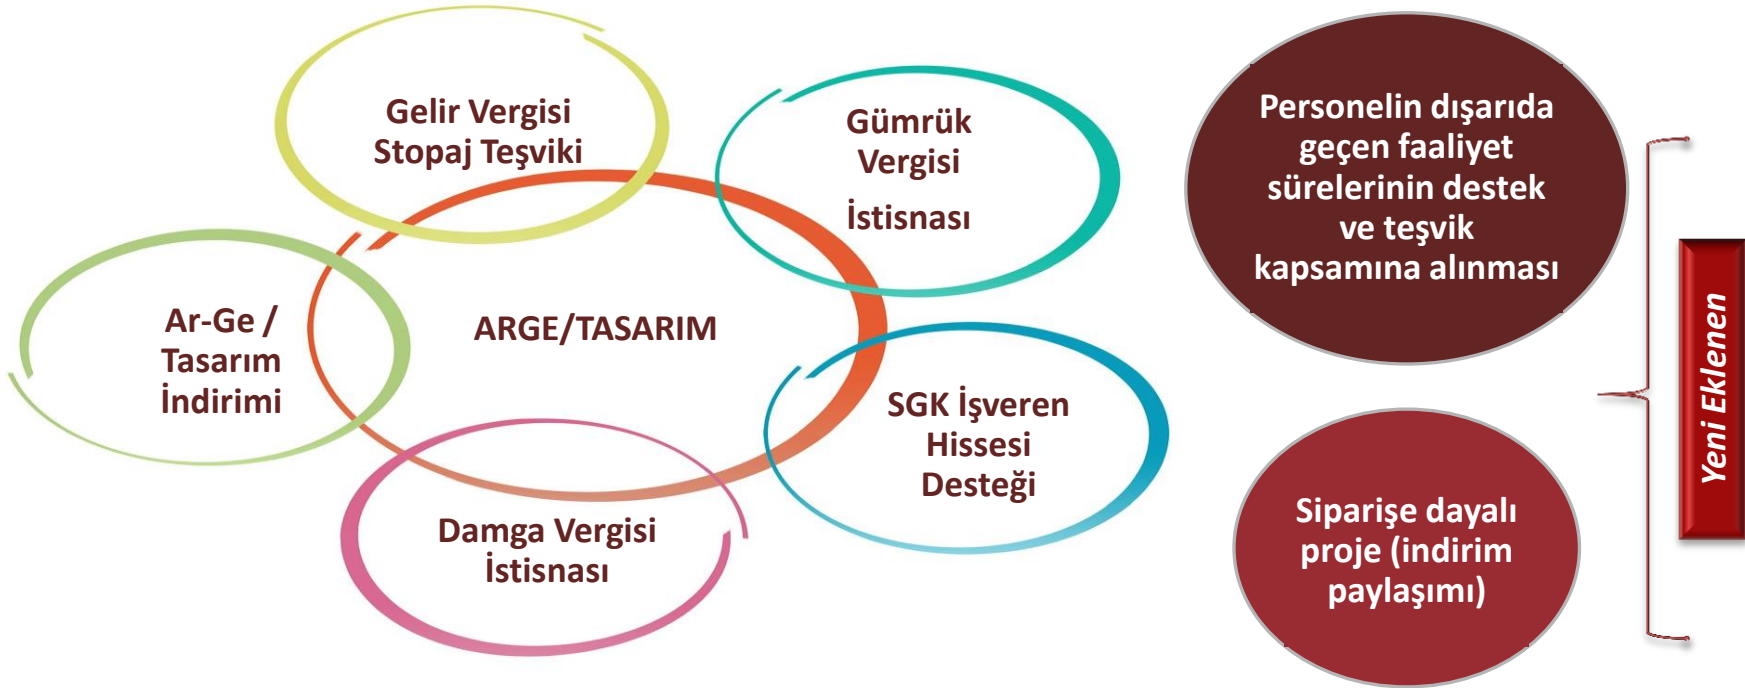 Gelir Vergisi
Stopaj Teşviki
Gümrük
Vergisi
İstisnası
Ar-Ge /
Tasarım
İndirimi
ARGE/TASARIM
SGK İşveren
Hissesi
Desteği
Damga Vergisi
İstisnası
Personelin dışarıda
geçen faaliyet
sürelerinin destek
ve teşvik
kapsamına alınması
Siparişe dayalı
proje (indirim
paylaşımı)
Yeni Eklenen